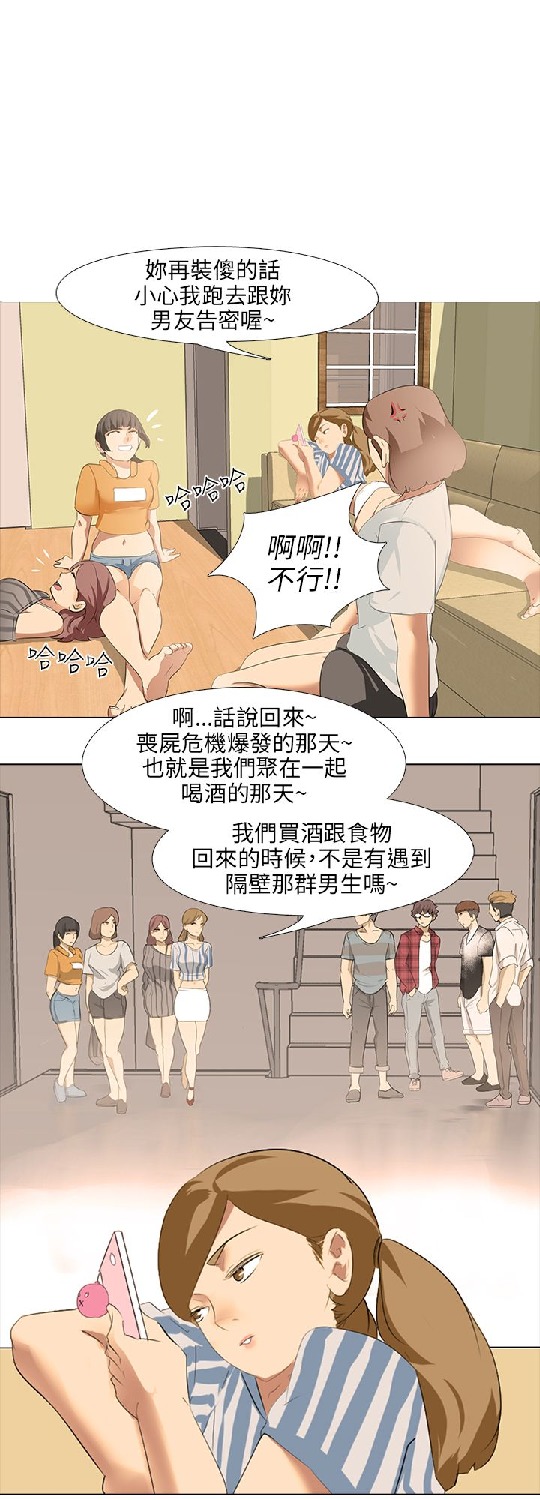 妳再裝傻的話
小心我跑去跟妳
男友告密喔~
哈哈哈
啊啊!!
不行!!
哈哈哈
啊...話說回來~
喪屍危機爆發的那天~
也就是我們聚在一起
喝酒的那天~
我們買酒跟食物
回來的時候,不是有遇到
隔壁那群男生嗎~